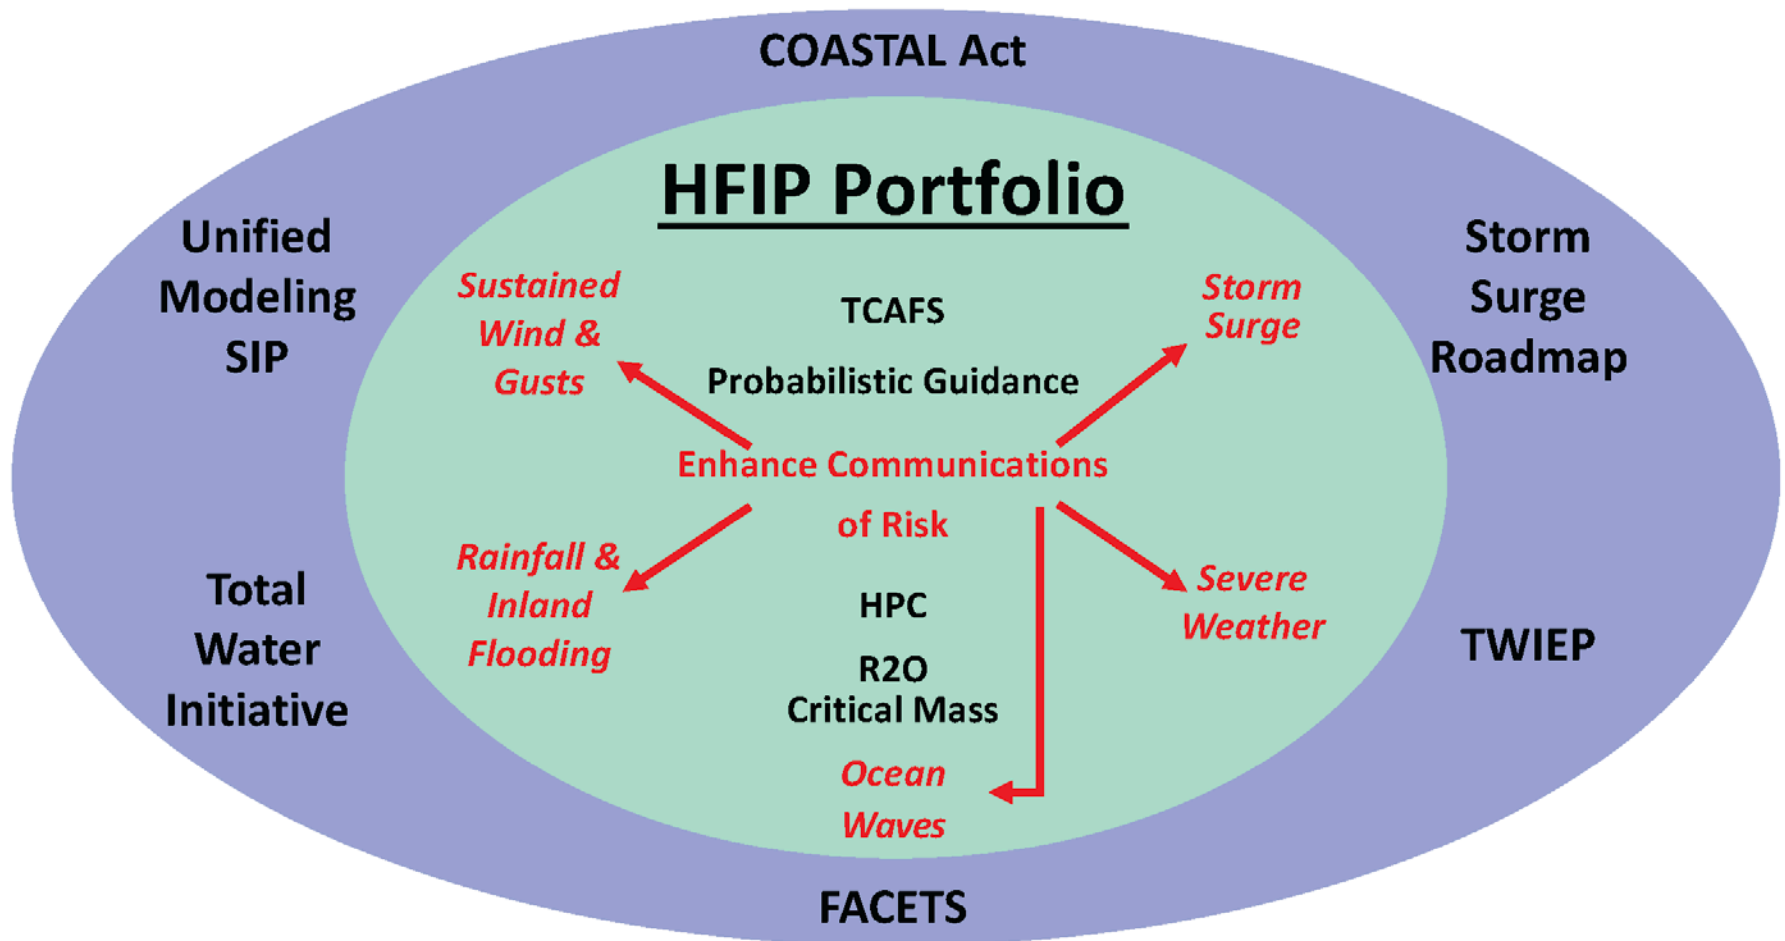 COASTAL Act
HFIP Portfolio
Unified
Modeling
SIP
Sustained
Wind &
Gusts
TCAFS
Probabilistic Guidance
Storm
Surge
Storm
Surge
Roadmap
Enhance Communications
of Risk
Total
Water
Initiative
Rainfall &
Inland
Flooding
HPC
R2O
Critical Mass
Severe
Weather
TWIEP
Ocean
Waves
FACETS